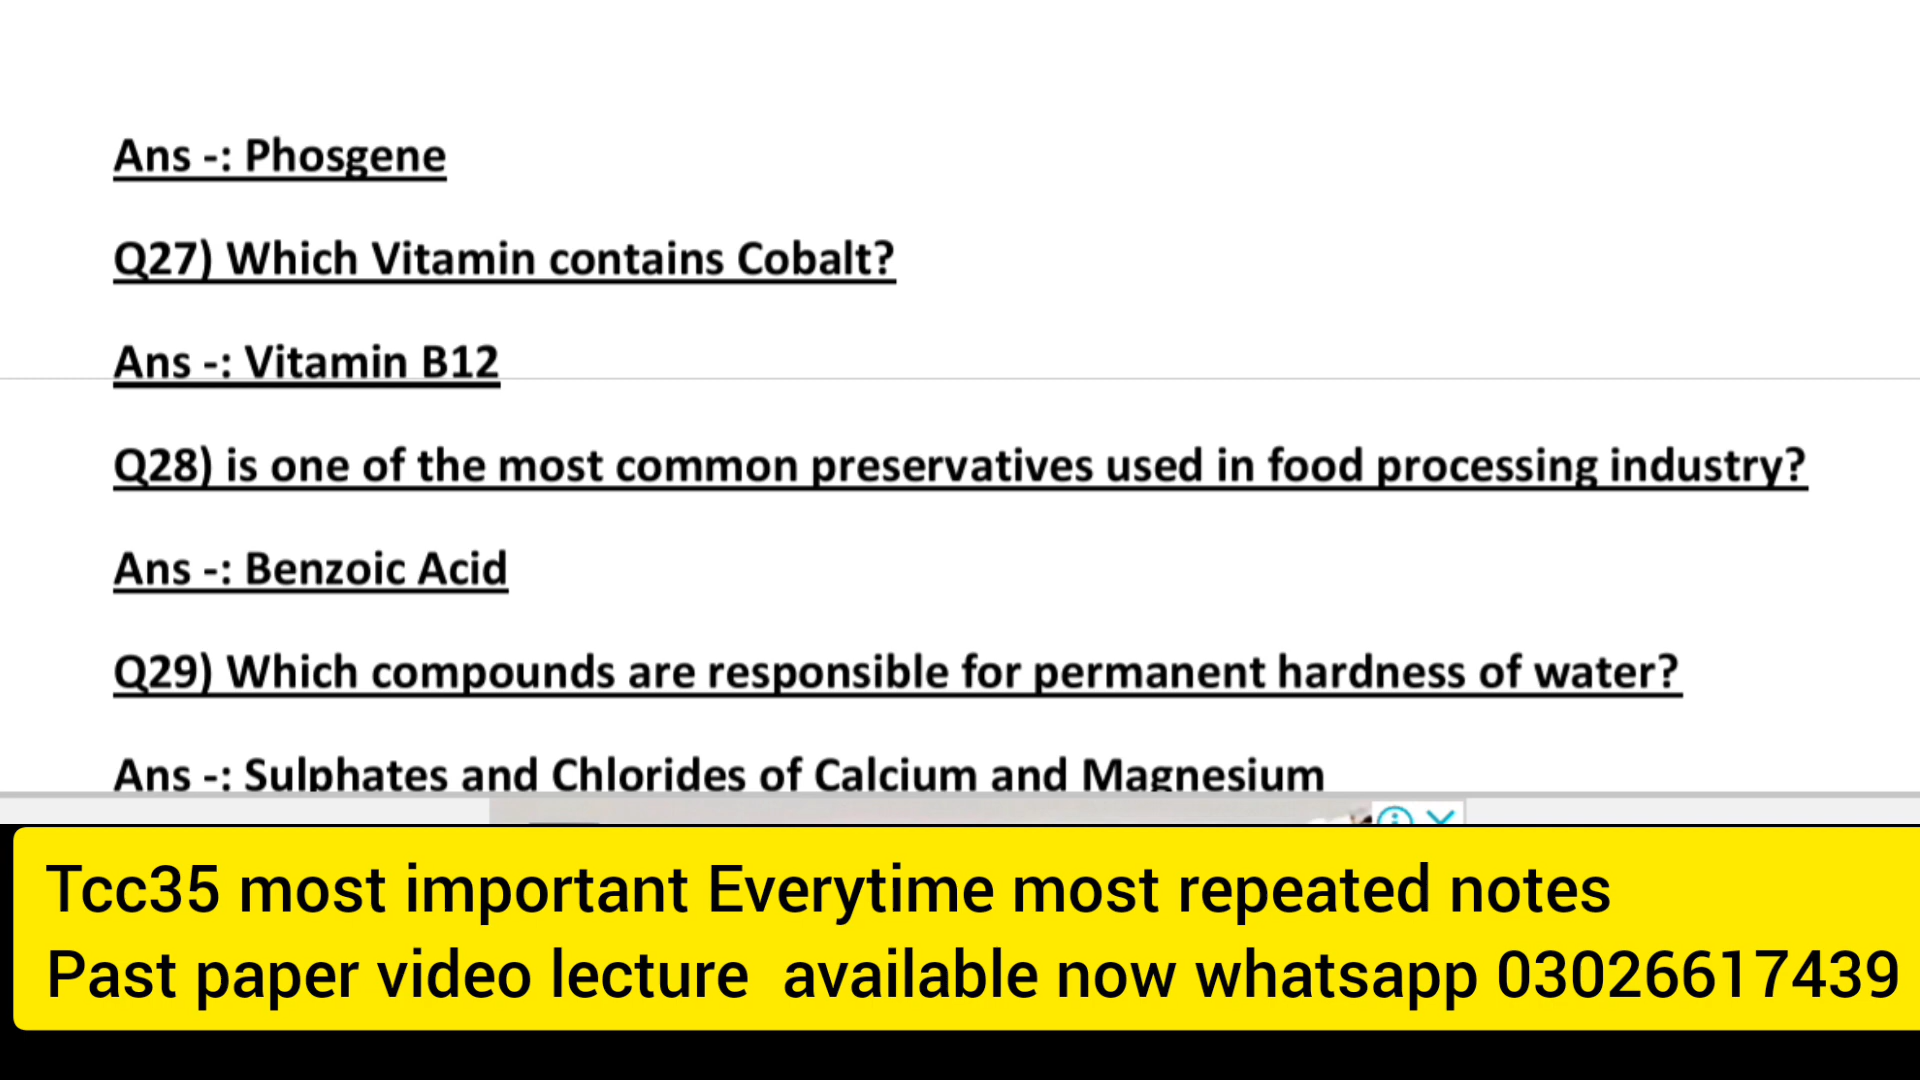 Ans -: Phosgene
Q27) Which Vitamin contains Cobalt?
Ans -: Vitamin B12
Q28) is one of the most common preservatives used in food processing industry?
Ans -: Benzoic Acid
Q29) Which compounds are responsible for permanent hardness of water?
Ans -: Sulphates and Chlorides of Calcium and Magnesium
Tcc35 most important Everytime most repeated notes
Past paper video lecture available now whatsapp 03026617439